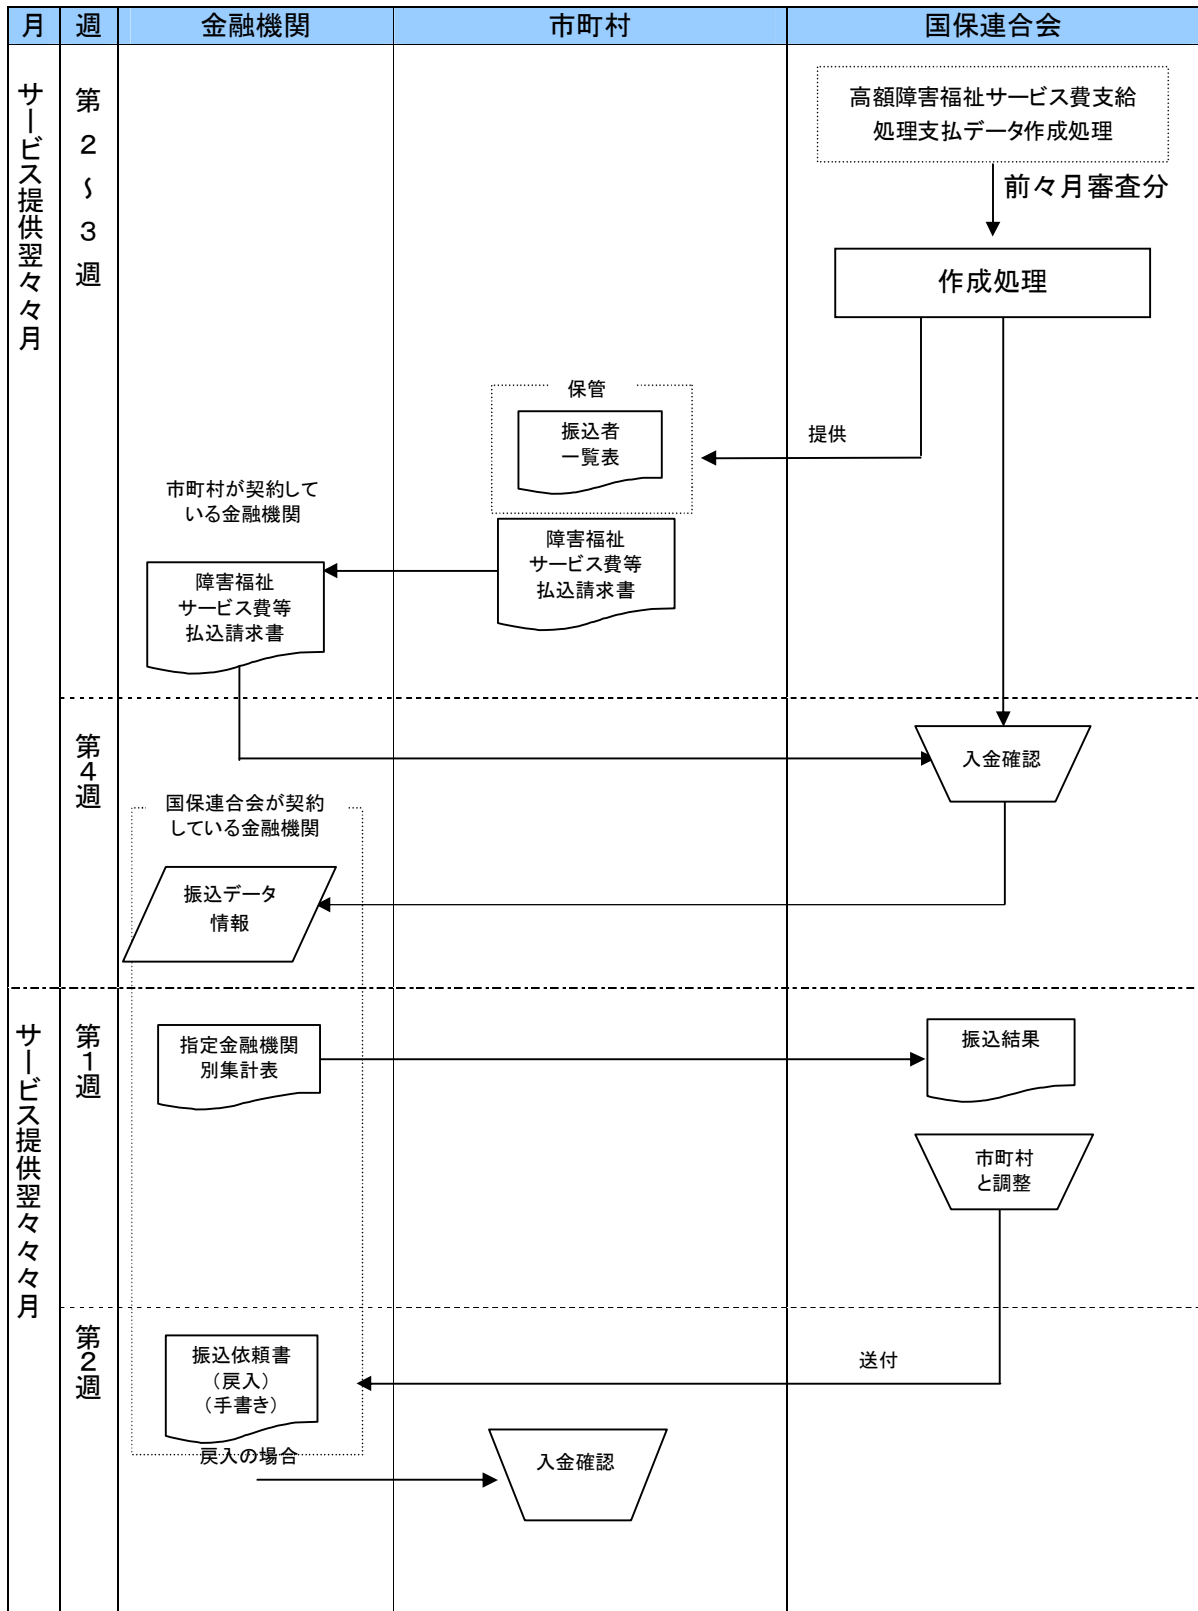 月 週 金融機関 市町村 国保連合会
サービス提供翌々月
第2～3週
高額障害福祉サービス費支給
処理支払データ作成処理
前々月審査分
作成処理
保管
振込者
一覧表
提供
市町村が契約して
いる金融機関
障害福祉
サービス費等
払込請求書
障害福祉
サービス費等
払込請求書
第4週
入金確認
国保連合会が契約
している金融機関
振込データ
情報
サービス提供翌々々月
第1週
指定金融機関
別集計表
振込結果
市町村
と調整
第2週
振込依頼書
（戻入）
（手書き）
送付
戻入の場合
入金確認